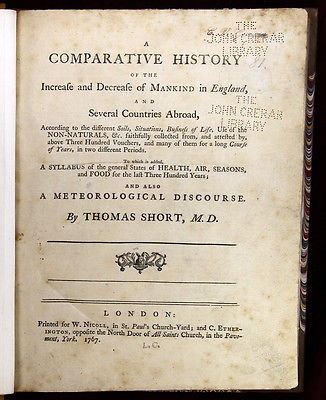 THE
JOHN CRERAR
LIBRARY
A
COMPARATIVE HISTORY
OF THE
Increaſe and Decreaſe of MANKIND in England,
AND
Several Countries Abroad,
THE
JOHN CRERAR
LIBRARY
According to the different Soils, Situations, Buſineſs of Life, Uſe of the
NON-NATURALS, &c. faithfully collected from, and atteſted by,
above Three Hundred Vouchers, and many of them for a long Courſe
of Years, in two different Periods.
To which is added,
A SYLLABUS of the general States of HEALTH, AIR, SEASONS,
and FOOD for the laſt Three Hundred Years;
AND ALSO
A METEOROLOGICAL DISCOURSE.
By THOMAS SHORT, M.D.
LONDON:
Printed for W. NICOLL, in St. Paul's Church-Yard; and C. ETHER-
INGTON, oppoſite the North Door of All Saints Church, in the Pave-
ment, York. 1767.
L.C.